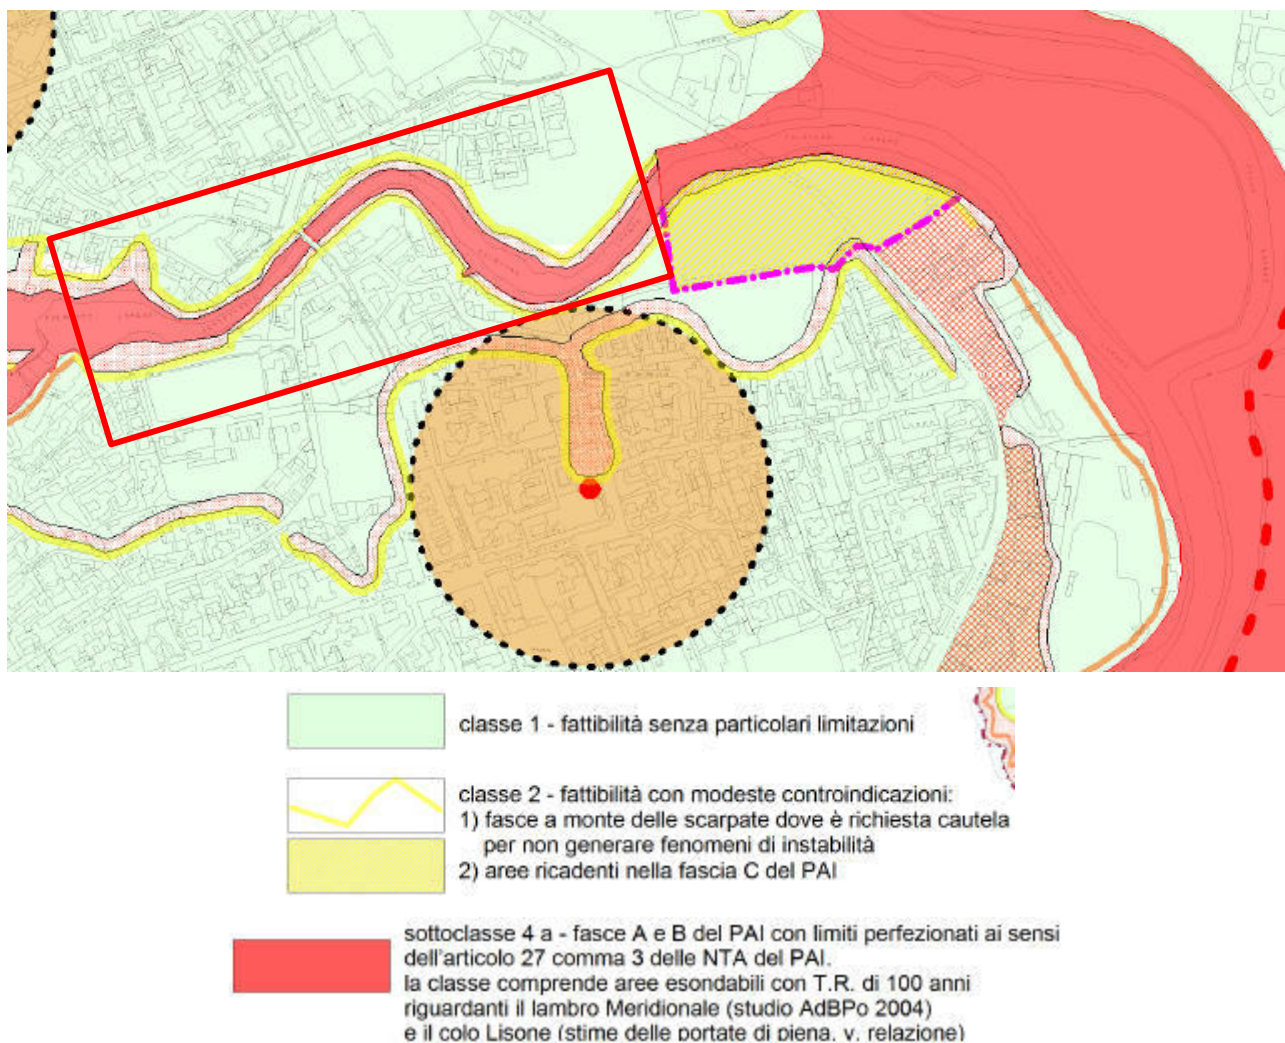 classe 1 - fattibilità senza particolari limitazioni
classe 2 - fattibilità con modeste controindicazioni:
1) fasce a monte delle scarpate dove è richiesta cautela
per non generare fenomeni di instabilità
2) aree ricadenti nella fascia C del PAI
sottoclasse 4 a - fasce A e B del PAI con limiti perfezionati ai sensi
dell'articolo 27 comma 3 delle NTA del PAI.
la classe comprende aree esondabili con T.R. di 100 anni
riguardanti il lambro Meridionale (studio AdBPo 2004)
e il colo Lisone (stime delle portate di piena. v. relazione)